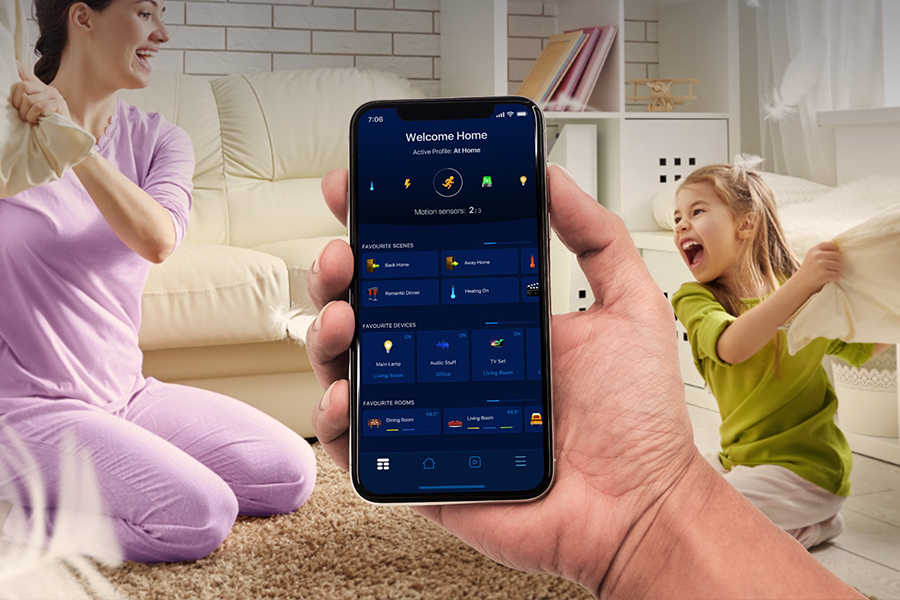 7:06
Welcome Home
Active Profile: At Home
Motion sensors: 2/3
FAVOURITE SCENES
Back Home
Away Home
Romantic Dinner
Heating On
FAVOURITE DEVICES
ON
ON
ON
Main Lamp
Audio Stuff
TV Set
Living Room
Office
Living Room
FAVOURITE ROOMS
Dining Room
68,9°
Living Room